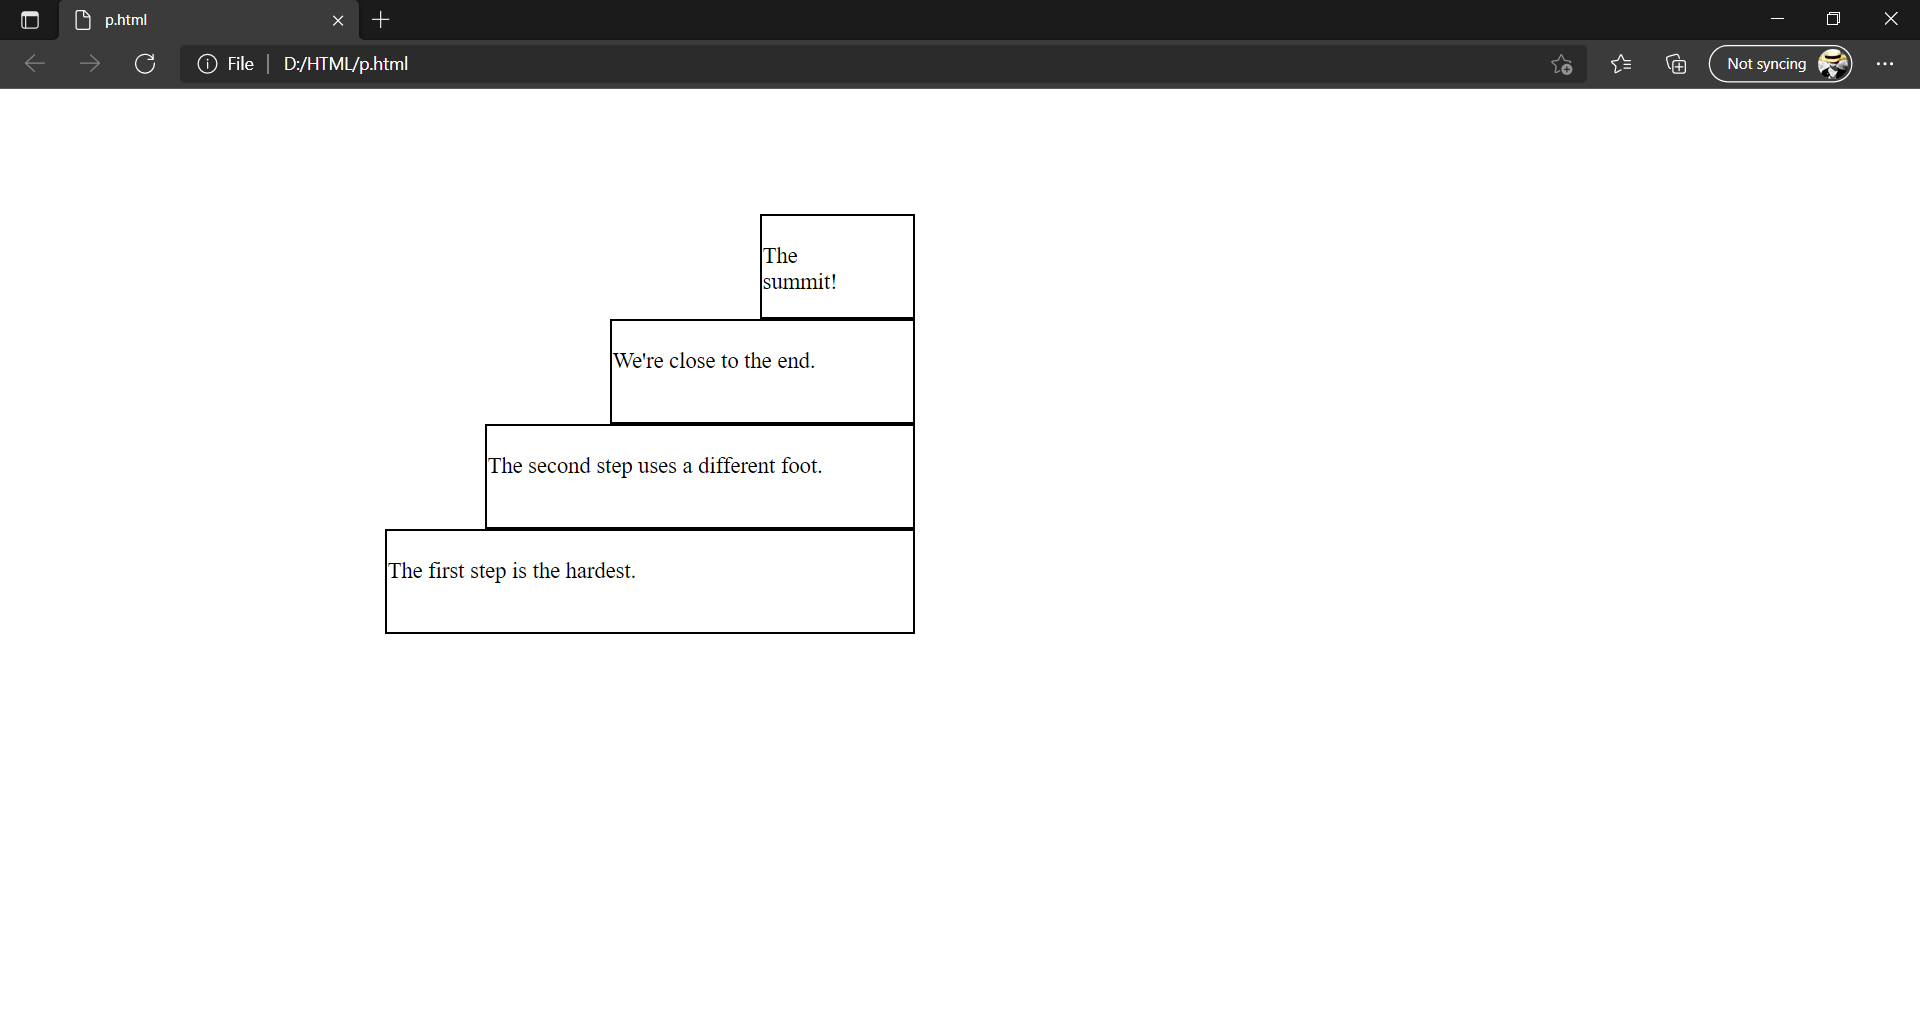 p.html
File
D:/HTML/p.html
Not syncing
The
summit!
We're close to the end.
The second step uses a different foot.
The first step is the hardest.